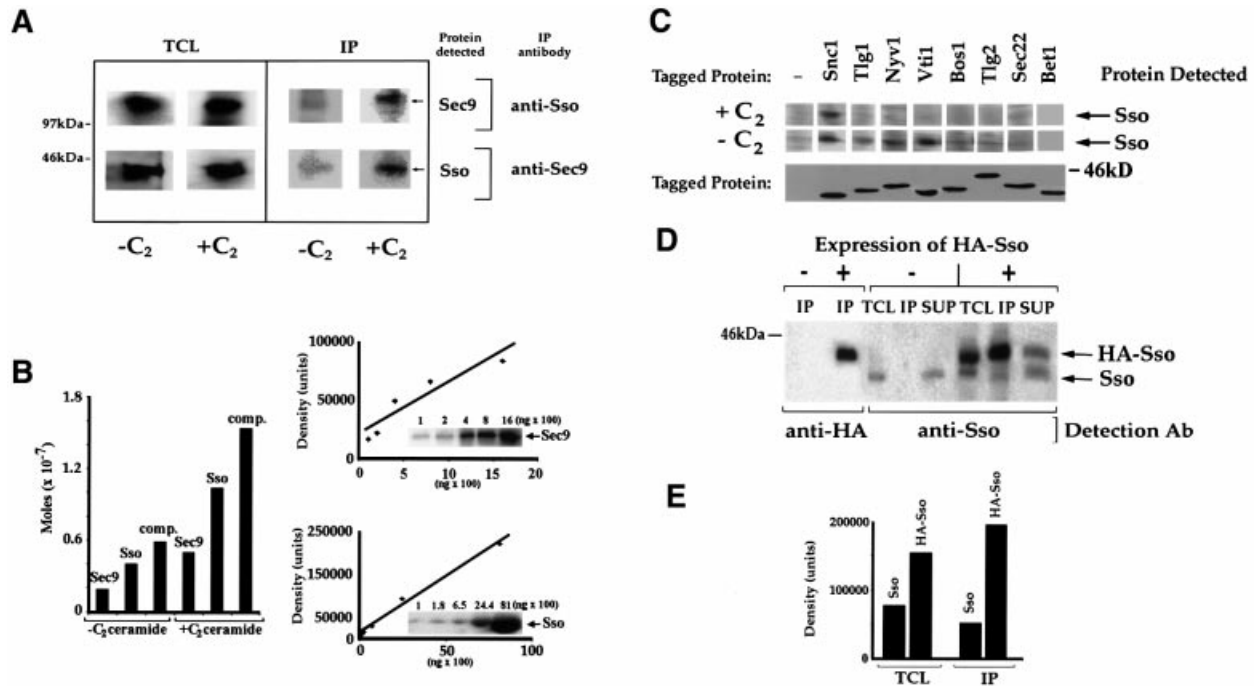 A
TCL
IP
Protein detected
IP antibody
97kDa -
46kDa -
Sec9
anti-Sso
Sso
anti-Sec9
-C2
+C2
-C2
+C2
B
Moles (x 10-7)
1.8
1.2
0.6
0
Sec9
Sso
comp.
Sec9
Sso
comp.
-C2ceramide
+C2ceramide
Density (units)
100000
50000
0
1 2 4 8 16 (ng x 100)
Sec9
0 5 10 15 20
(ng x 100)
Density (units)
250000
150000
50000
0
1 1.8 6.5 24.4 81 (ng x 100)
Sso
0 50 100
(ng x 100)
C
Tagged Protein: - Snc1 Tlg1 Nyv1 Vti1 Bos1 Tlg2 Sec22 Bet1 Protein Detected
+ C2 Sso
- C2 Sso
- 46kD
Tagged Protein:
D
Expression of HA-Sso
- + - +
IP IP TCL IP SUP TCL IP SUP
46kDa
HA-Sso
Sso
anti-HA anti-Sso Detection Ab
E
Density (units)
200000
100000
0
Sso
HA-Sso
Sso
HA-Sso
TCL IP